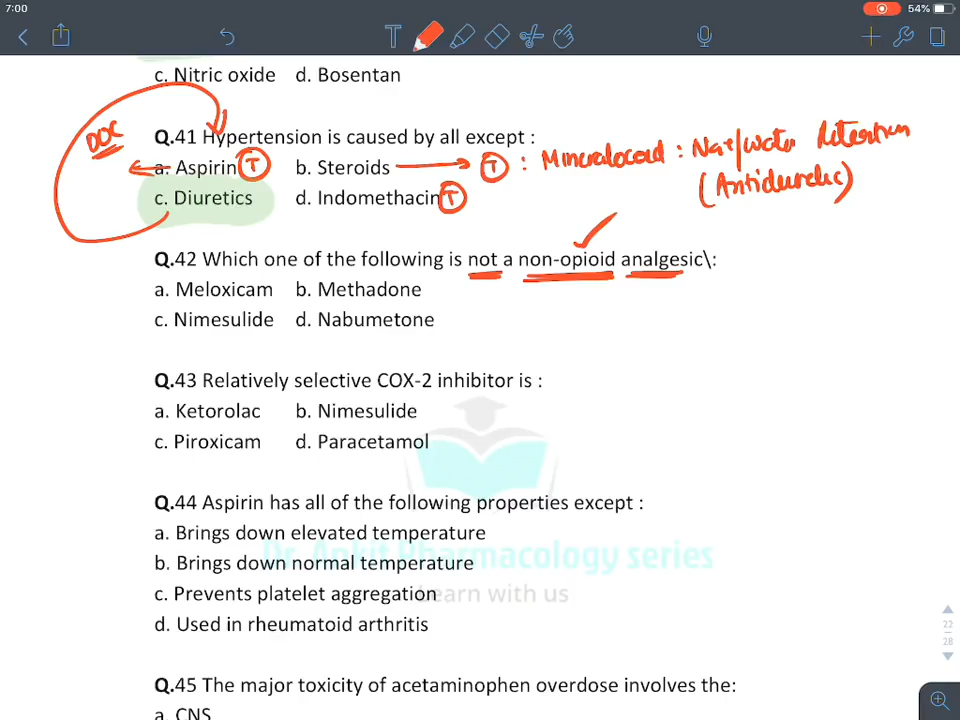 7:00
54%
T
c. Nitric oxide d. Bosentan
DOC
Q.41 Hypertension is caused by all except :
a. Aspirin T b. Steroids T : Mineralocod : Na+/water Retention
(Antidiuretic)
c. Diuretics d. Indomethacin T
Q.42 Which one of the following is not a non-opioid analgesic\:
a. Meloxicam b. Methadone
c. Nimesulide d. Nabumetone
Q.43 Relatively selective COX-2 inhibitor is :
a. Ketorolac b. Nimesulide
c. Piroxicam d. Paracetamol
Q.44 Aspirin has all of the following properties except :
a. Brings down elevated temperature
Dr. Ankit Pharmacology series
b. Brings down normal temperature
c. Prevents platelet aggregation
Learn with us
d. Used in rheumatoid arthritis
22
28
Q.45 The major toxicity of acetaminophen overdose involves the:
a. CNS